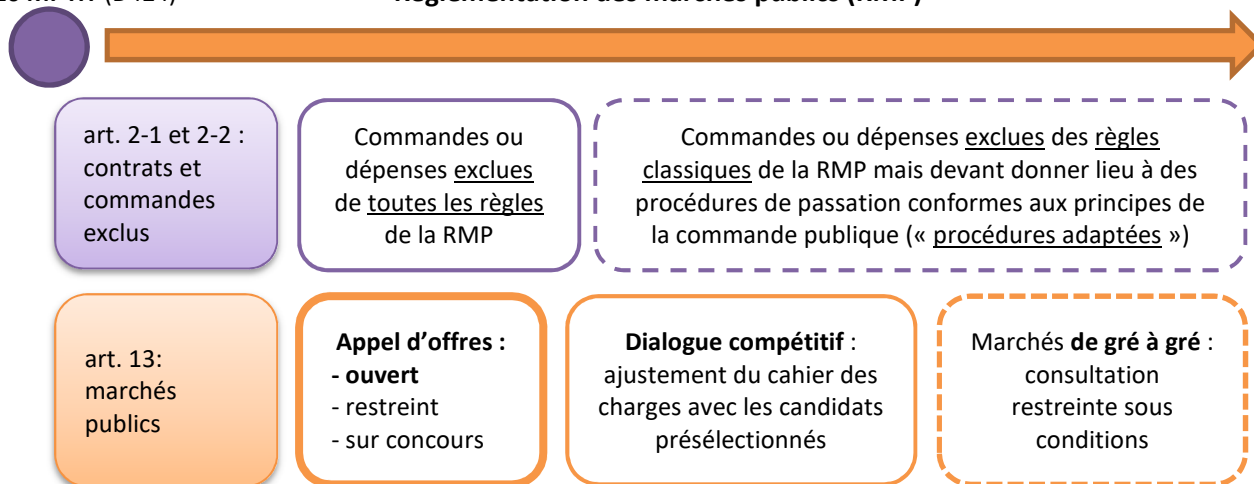 art. 2-1 et 2-2 :
contrats et
commandes
exclus
Commandes ou
dépenses exclues
de toutes les règles
de la RMP
Commandes ou dépenses exclues des règles
classiques de la RMP mais devant donner lieu à des
procédures de passation conformes aux principes de
la commande publique (« procédures adaptées »)
art. 13:
marchés
publics
Appel d’offres :
- ouvert
- restreint
- sur concours
Dialogue compétitif :
ajustement du cahier des
charges avec les candidats
présélectionnés
Marchés de gré à gré :
consultation
restreinte sous
conditions